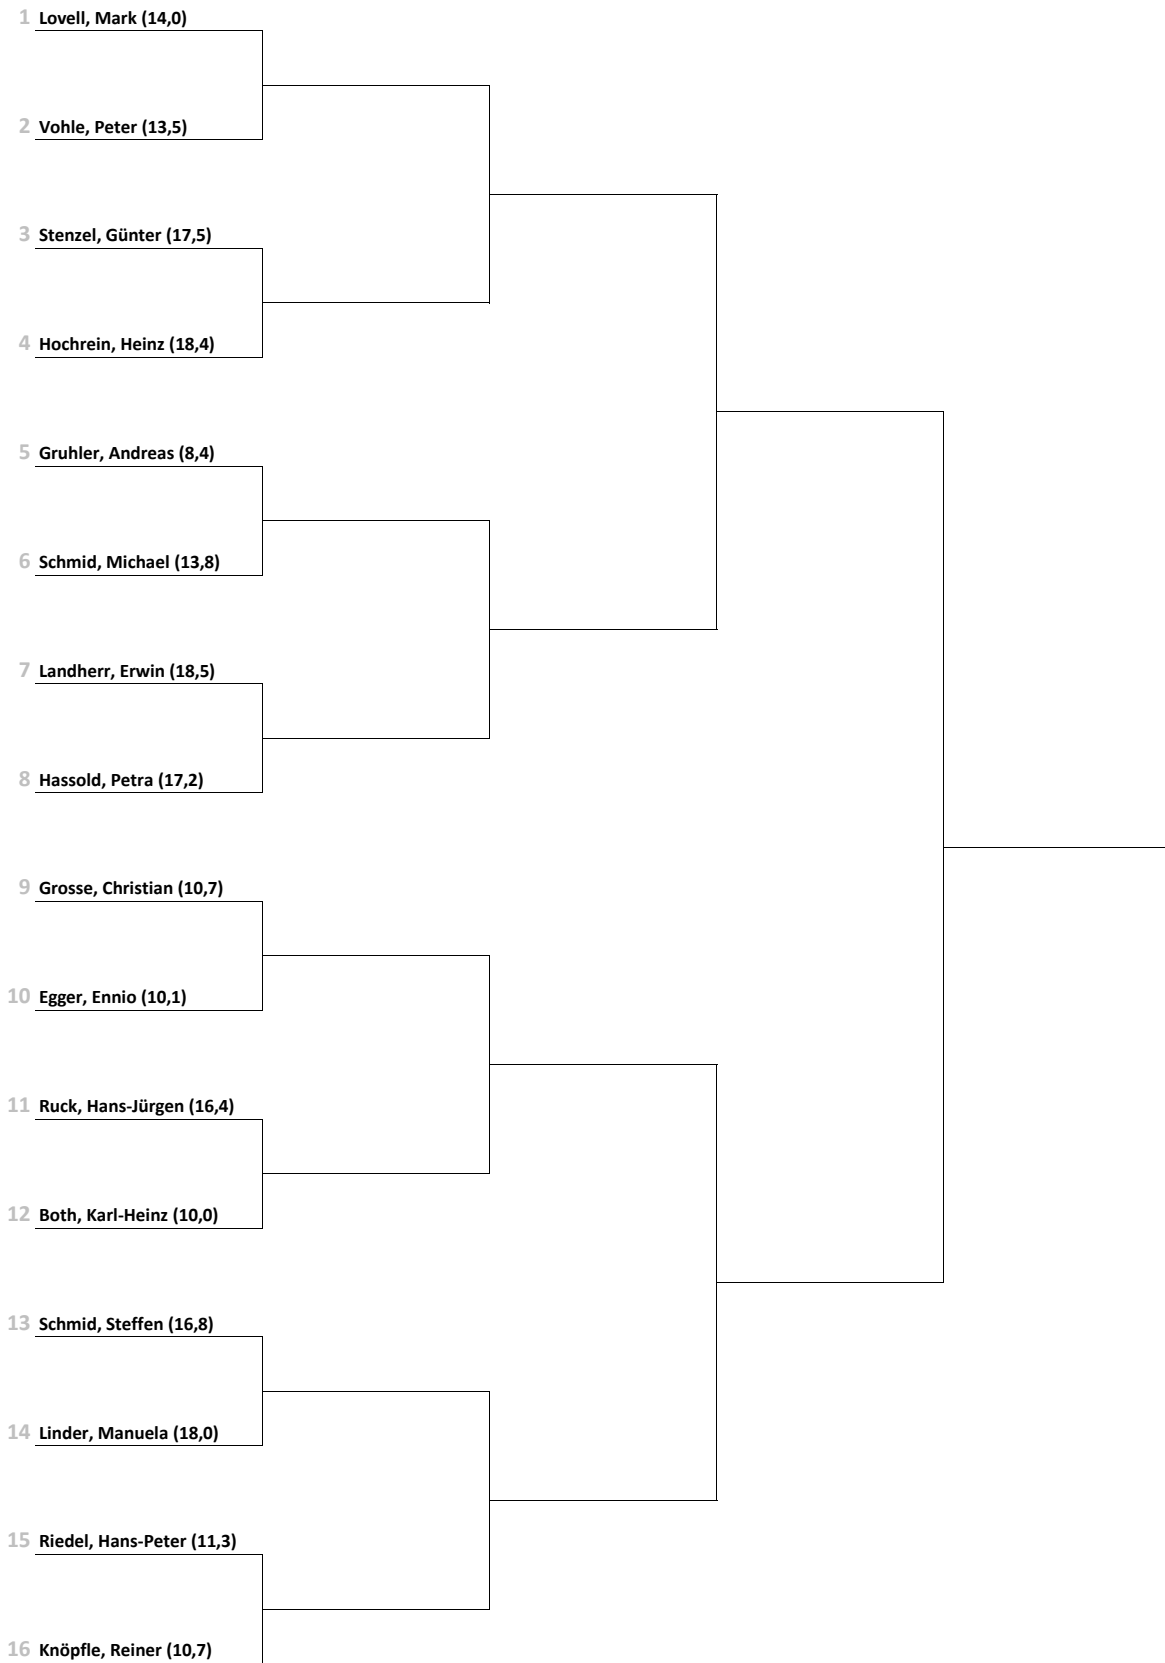 1 Lovell, Mark (14,0)
2 Vohle, Peter (13,5)
3 Stenzel, Günter (17,5)
4 Hochrein, Heinz (18,4)
5 Gruhler, Andreas (8,4)
6 Schmid, Michael (13,8)
7 Landherr, Erwin (18,5)
8 Hassold, Petra (17,2)
9 Grosse, Christian (10,7)
10 Egger, Ennio (10,1)
11 Ruck, Hans-Jürgen (16,4)
12 Both, Karl-Heinz (10,0)
13 Schmid, Steffen (16,8)
14 Linder, Manuela (18,0)
15 Riedel, Hans-Peter (11,3)
16 Knöpfle, Reiner (10,7)